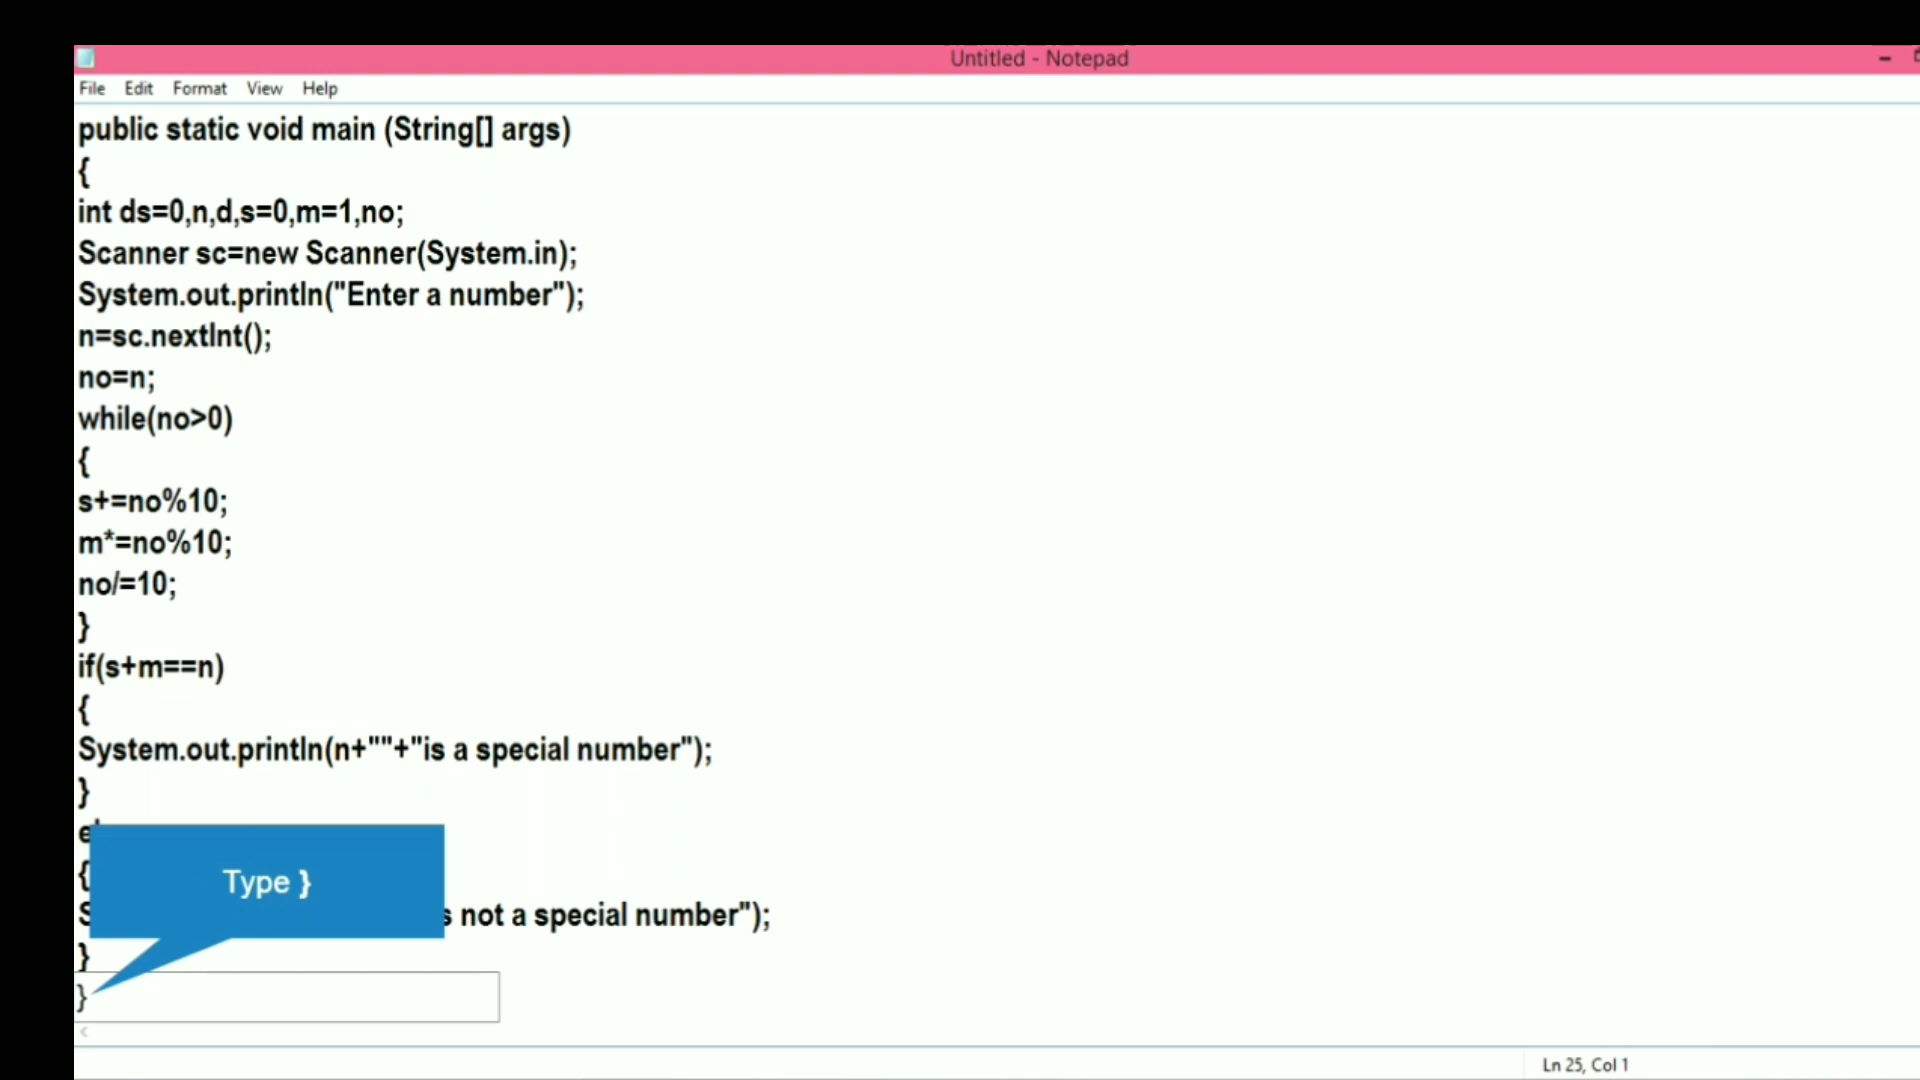 Untitled - Notepad
File Edit Format View Help
public static void main (String[] args)
{
int ds=0,n,d,s=0,m=1,no;
Scanner sc=new Scanner(System.in);
System.out.println("Enter a number");
n=sc.nextInt();
no=n;
while(no>0)
{
s+=no%10;
m*=no%10;
no/=10;
}
if(s+m==n)
{
System.out.println(n+""+"is a special number");
}
{
Type }
not a special number");
}
}
Ln 25, Col 1